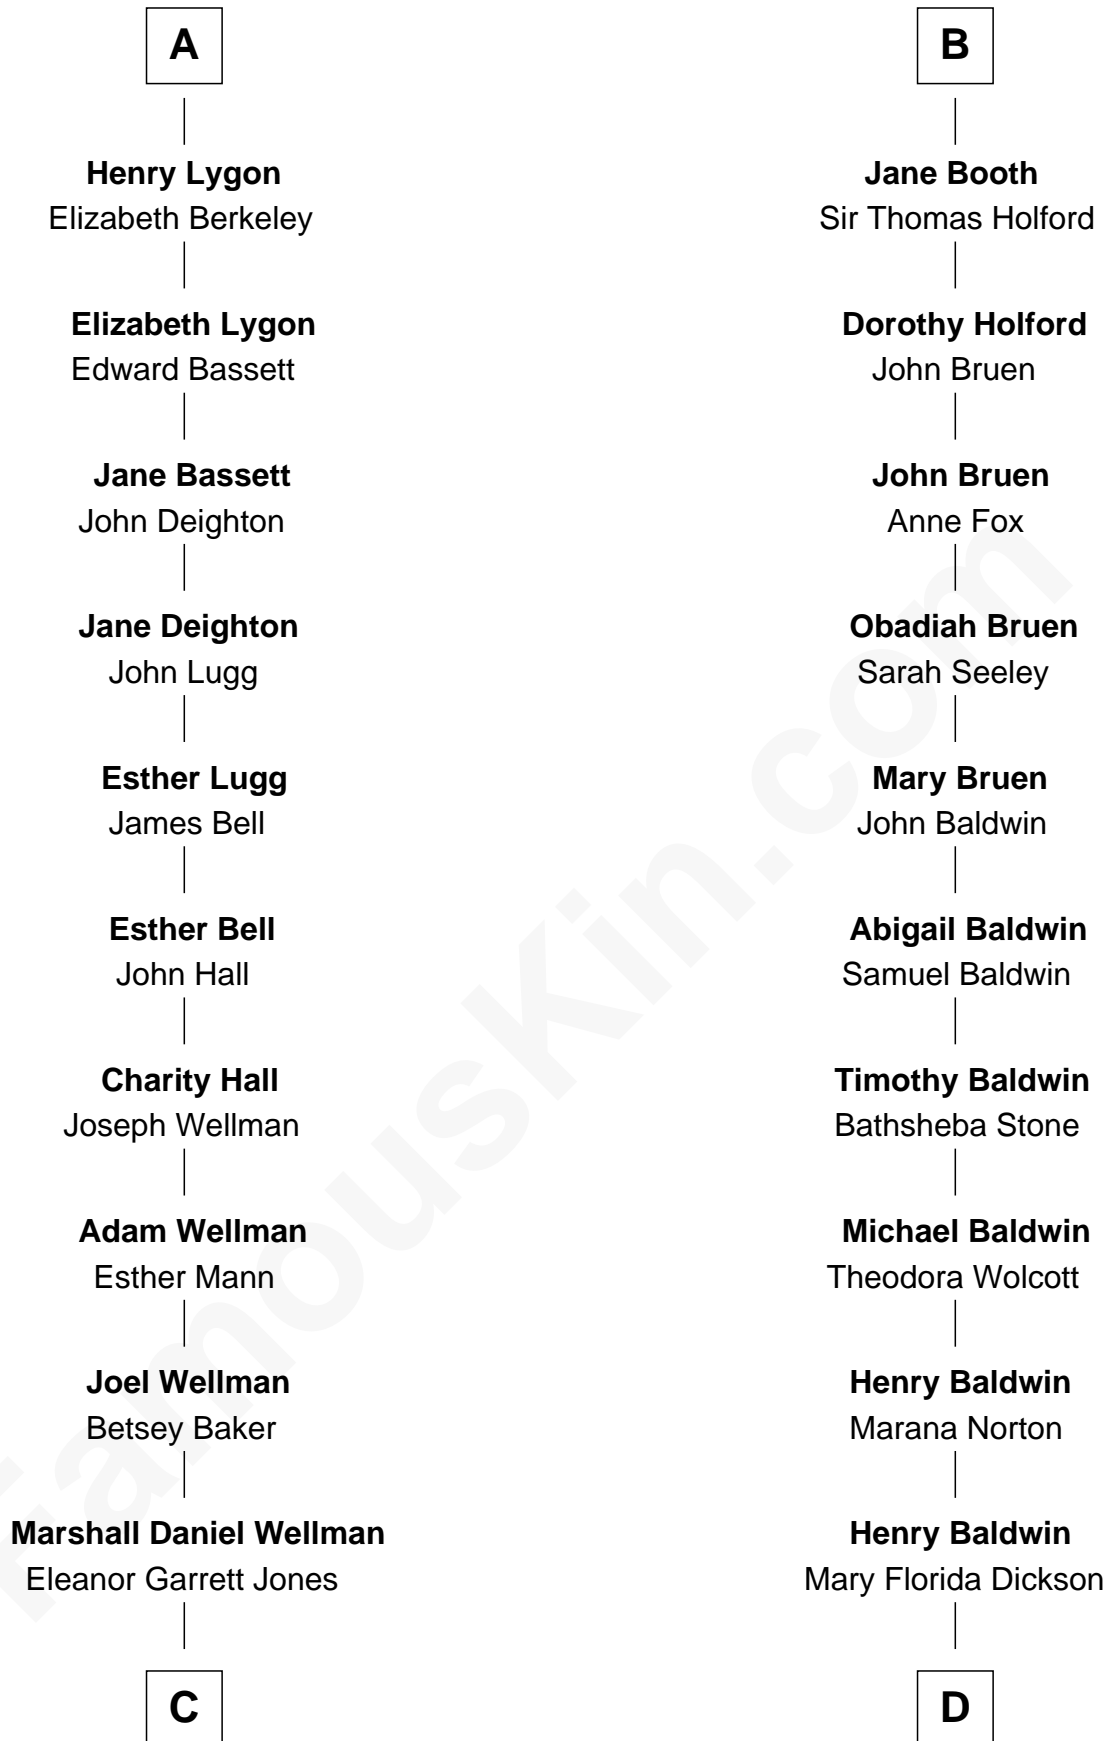 A
Henry Lygon
Elizabeth Berkeley
Elizabeth Lygon
Edward Bassett
Jane Bassett
John Deighton
Jane Deighton
John Lugg
Esther Lugg
James Bell
Esther Bell
John Hall
Charity Hall
Joseph Wellman
Adam Wellman
Esther Mann
Joel Wellman
Betsey Baker
Marshall Daniel Wellman
Eleanor Garrett Jones
C
B
Jane Booth
Sir Thomas Holford
Dorothy Holford
John Bruen
John Bruen
Anne Fox
Obadiah Bruen
Sarah Seeley
Mary Bruen
John Baldwin
Abigail Baldwin
Samuel Baldwin
Timothy Baldwin
Bathsheba Stone
Michael Baldwin
Theodora Wolcott
Henry Baldwin
Marana Norton
Henry Baldwin
Mary Florida Dickson
D
FamousKin.com